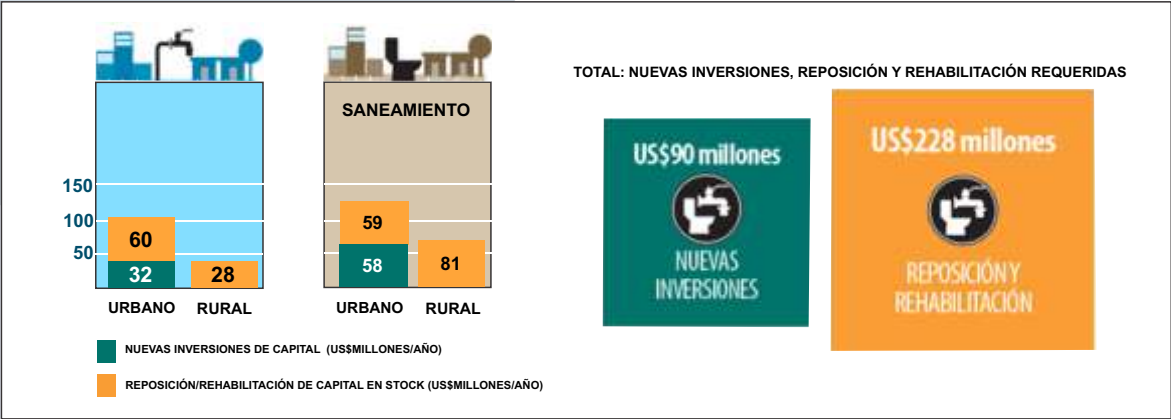 SANEAMIENTO
150
100
50
60
32
28
59
58
81
URBANO RURAL
URBANO RURAL
NUEVAS INVERSIONES DE CAPITAL (US$MILLONES/AÑO)
REPOSICIÓN/REHABILITACIÓN DE CAPITAL EN STOCK (US$MILLONES/AÑO)
TOTAL: NUEVAS INVERSIONES, REPOSICIÓN Y REHABILITACIÓN REQUERIDAS
US$90 millones
NUEVAS
INVERSIONES
US$228 millones
REPOSICIÓN Y
REHABILITACIÓN